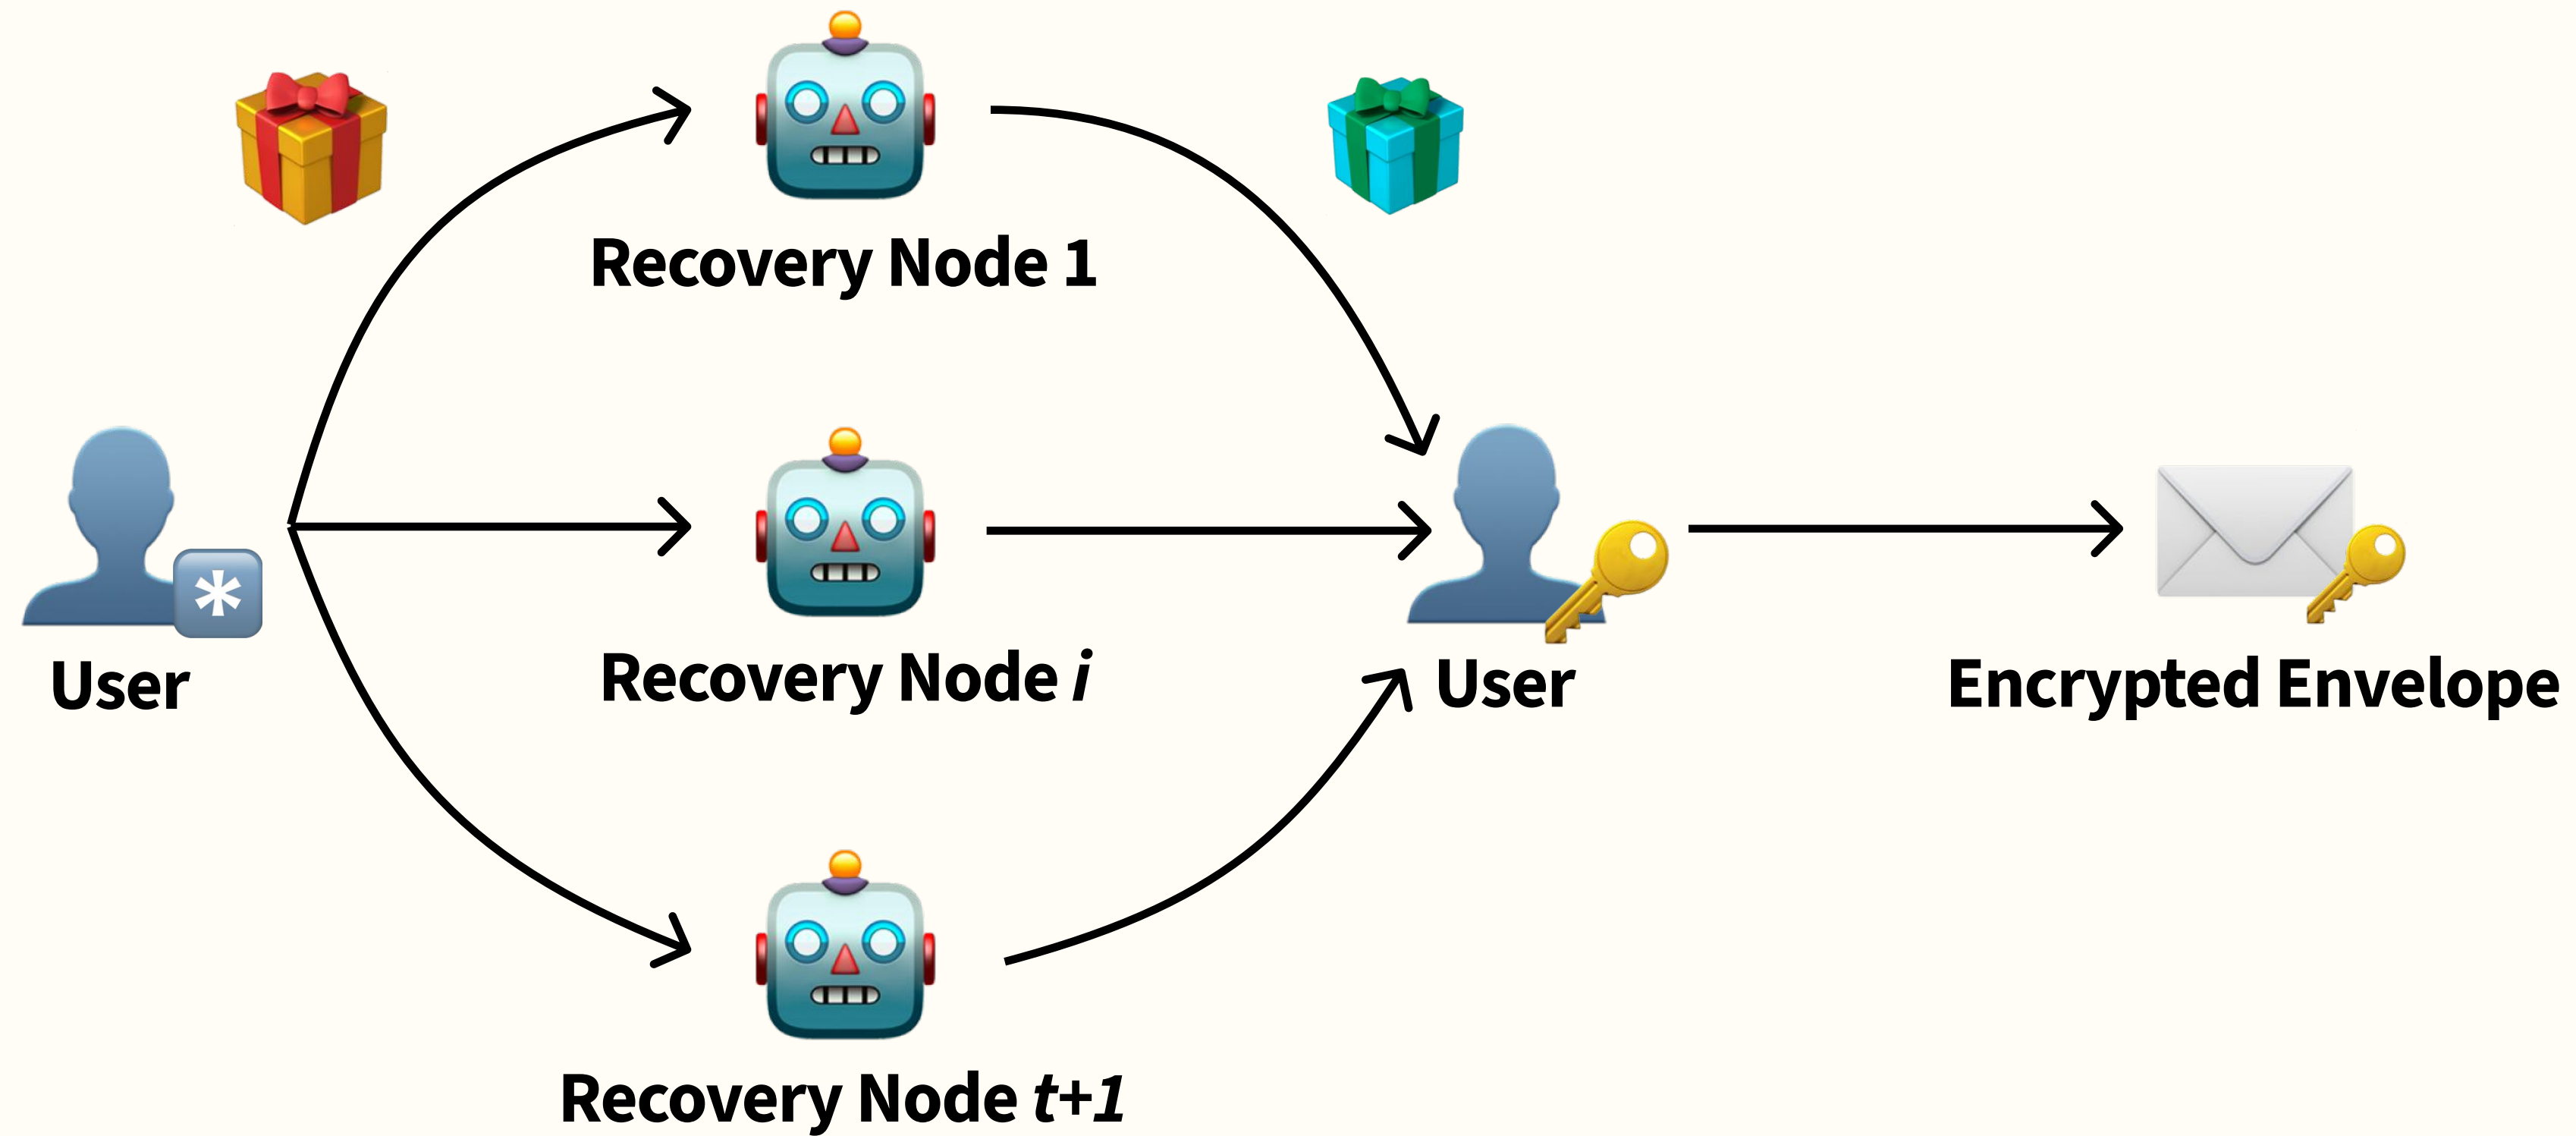 Recovery Node 1
User
*
Recovery Node i
User
Encrypted Envelope
Recovery Node t+1